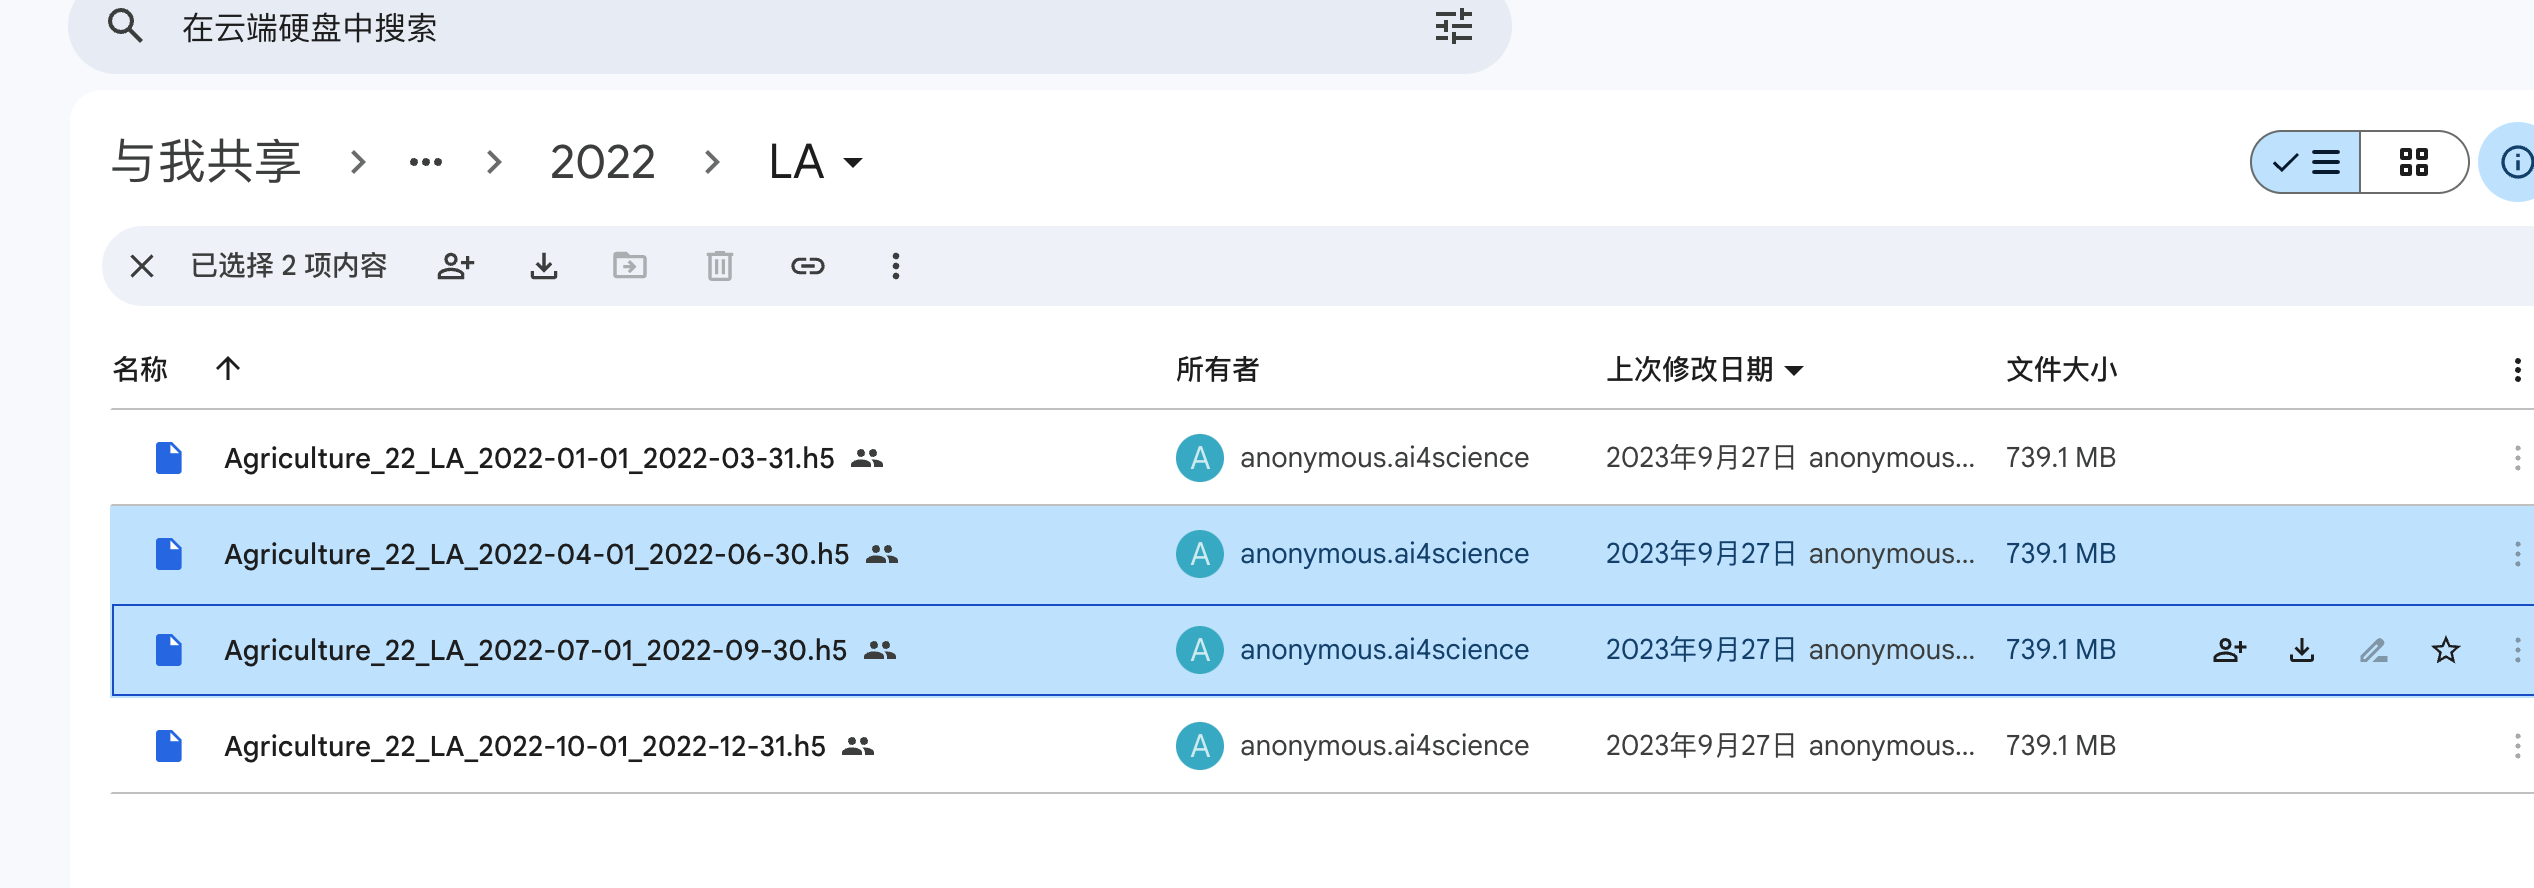 在云端硬盘中搜索
与我共享 2022 LA
已选择 2 项内容
名称 所有者 上次修改日期 文件大小
Agriculture_22_LA_2022-01-01_2022-03-31.h5 A anonymous.ai4science 2023年9月27日 anonymous... 739.1 MB
Agriculture_22_LA_2022-04-01_2022-06-30.h5 A anonymous.ai4science 2023年9月27日 anonymous... 739.1 MB
Agriculture_22_LA_2022-07-01_2022-09-30.h5 A anonymous.ai4science 2023年9月27日 anonymous... 739.1 MB
Agriculture_22_LA_2022-10-01_2022-12-31.h5 A anonymous.ai4science 2023年9月27日 anonymous... 739.1 MB